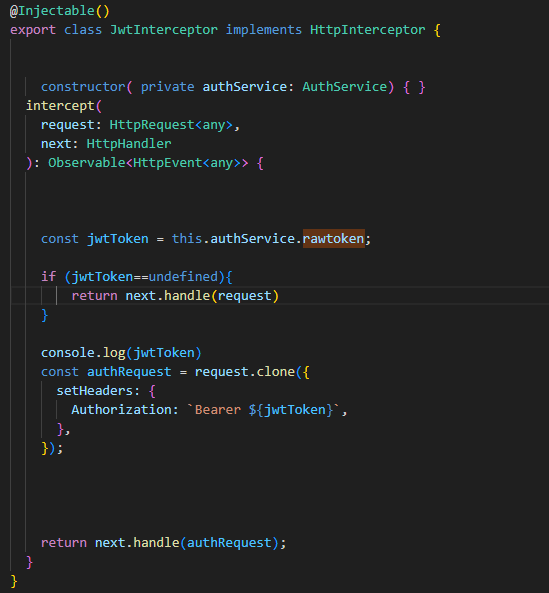 @Injectable()
export class JwtInterceptor implements HttpInterceptor {
constructor( private authService: AuthService) { }
intercept(
request: HttpRequest<any>,
next: HttpHandler
): Observable<HttpEvent<any>> {
const jwtToken = this.authService.rawtoken;
if (jwtToken==undefined){
return next.handle(request)
}
console.log(jwtToken)
const authRequest = request.clone({
setHeaders: {
Authorization: `Bearer ${jwtToken}`,
},
});
return next.handle(authRequest);
}
}